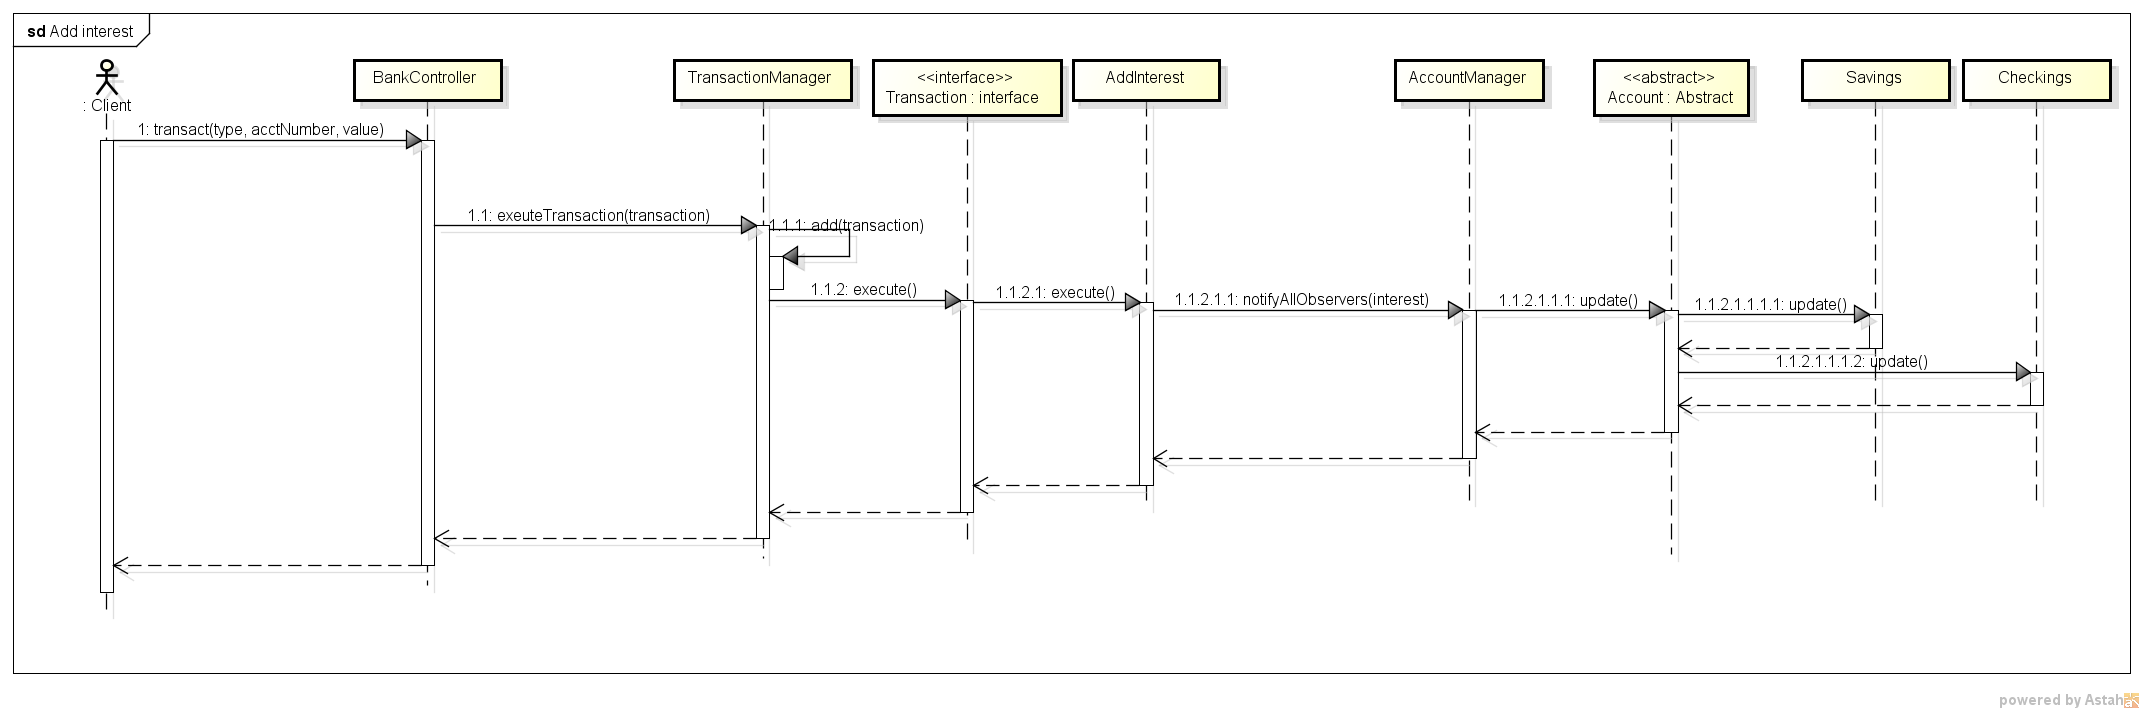 sd Add interest
: Client
BankController
TransactionManager
<<interface>>
Transaction : interface
AddInterest
AccountManager
<<abstract>>
Account : Abstract
Savings
Checkings
1: transact(type, acctNumber, value)
1.1: exeuteTransaction(transaction)
1.1.1: add(transaction)
1.1.2: execute()
1.1.2.1: execute()
1.1.2.1.1: notifyAllObservers(interest)
1.1.2.1.1.1: update()
1.1.2.1.1.1.1: update()
1.1.2.1.1.1.2: update()
powered by Astah